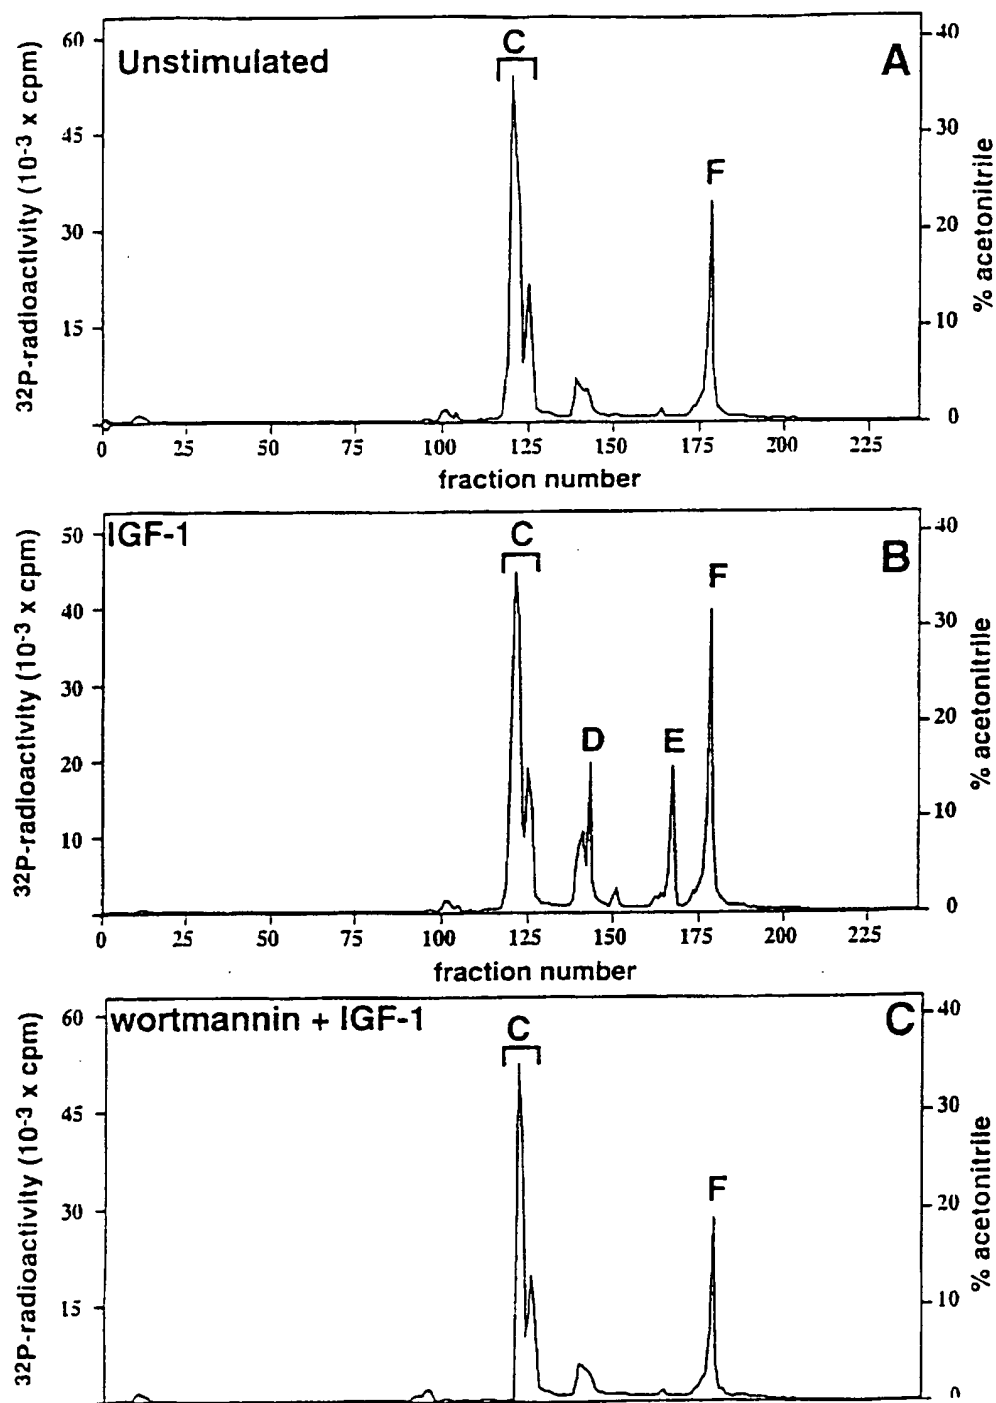 Unstimulated
A
C
F
60
45
30
15
40
30
20
10
0
32P-radioactivity (10-3 x cpm)
% acetonitrile
0 25 50 75 100 125 150 175 200 225
fraction number
IGF-1
B
C
D
E
F
50
40
30
20
10
40
30
20
10
0
32P-radioactivity (10-3 x cpm)
% acetonitrile
0 25 50 75 100 125 150 175 200 225
fraction number
wortmannin + IGF-1
C
C
F
60
45
30
15
40
30
20
10
0
32P-radioactivity (10-3 x cpm)
% acetonitrile